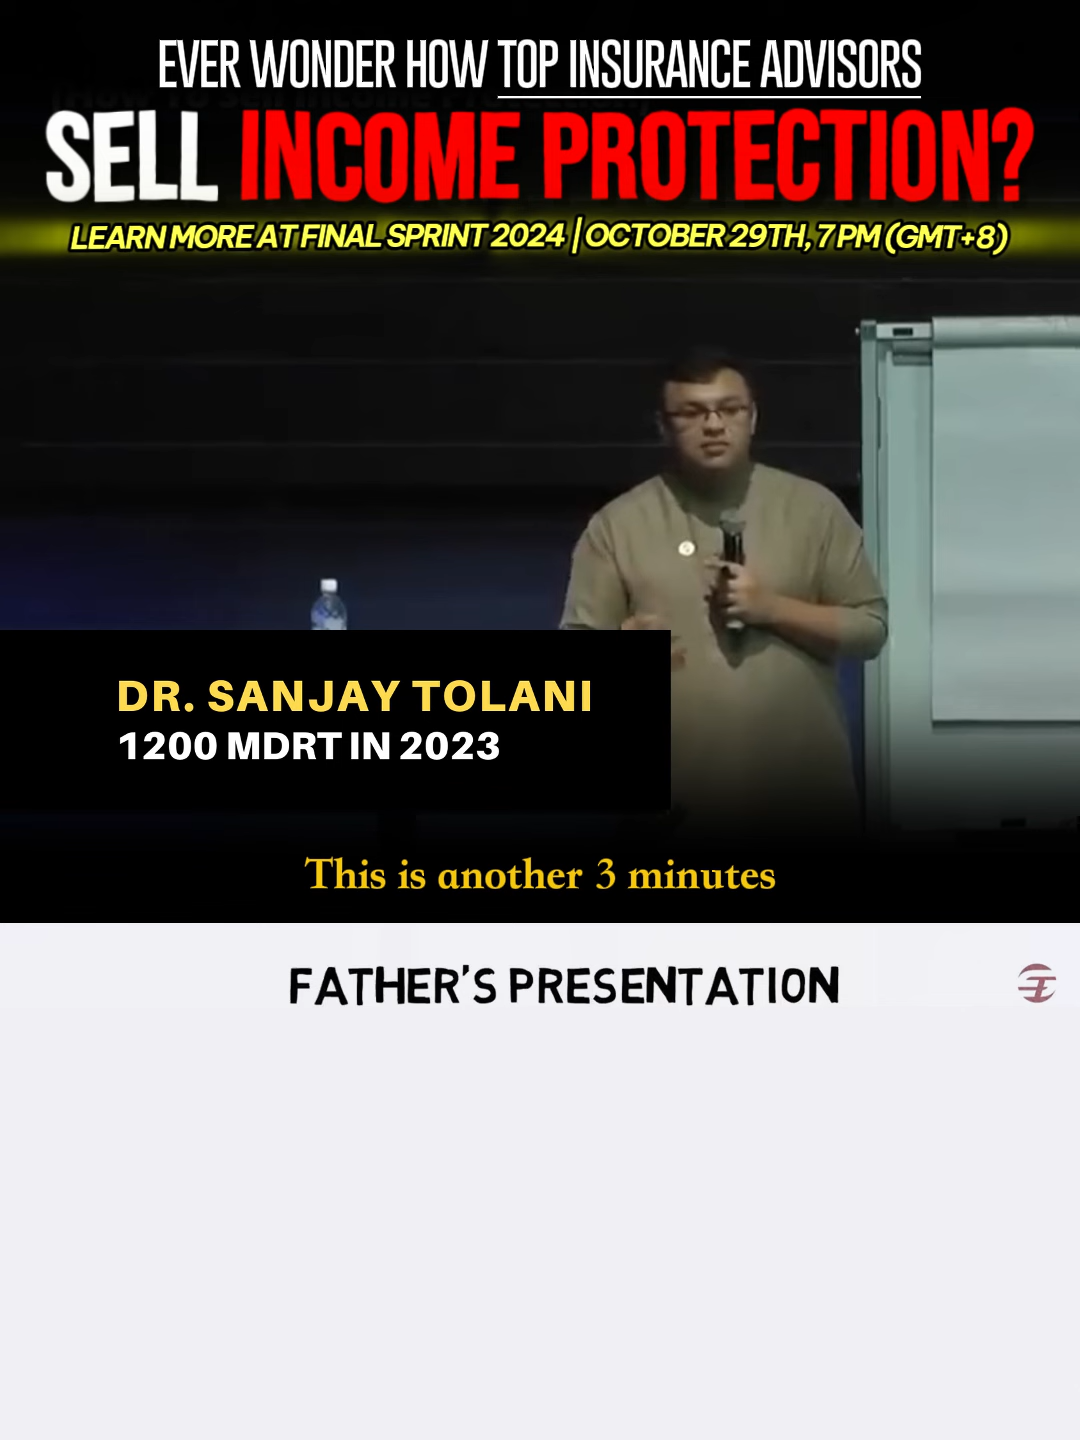 EVER WONDER HOW TOP INSURANCE ADVISORS
SELL INCOME PROTECTION?
LEARN MORE AT FINAL SPRINT 2024 | OCTOBER 29TH, 7 PM (GMT+8)
DR. SANJAY TOLANI
1200 MDRT IN 2023
This is another 3 minutes
FATHER'S PRESENTATION